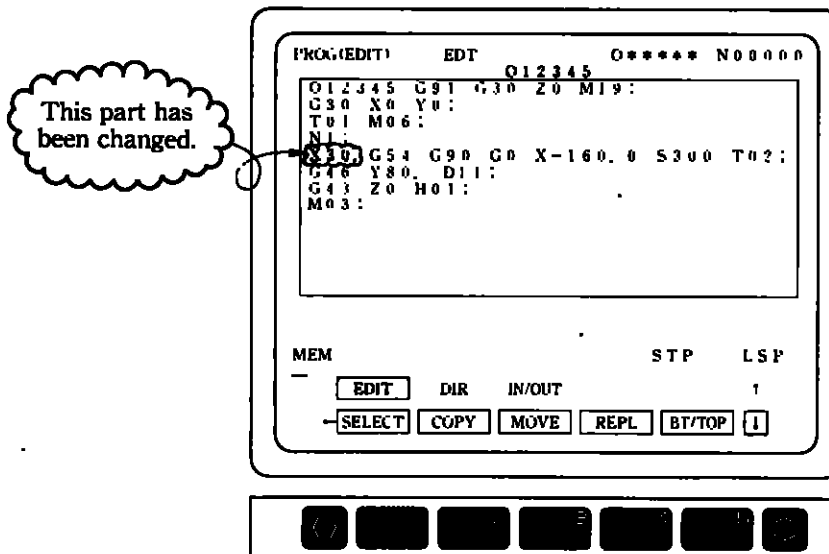 PROG(EDIT) EDT O***** N00000
O12345
O12345 G91 G30 Z0 M19;
G30 X0 Y0;
T01 M06;
N1;
X30. G54 G90 G0 X-160.0 S300 T02;
G46 Y80. D11;
G43 Z0 H01;
M03;
This part has
been changed.
MEM STP LSP
EDIT DIR IN/OUT ↑
←SELECT COPY MOVE REPL BT/TOP ↓